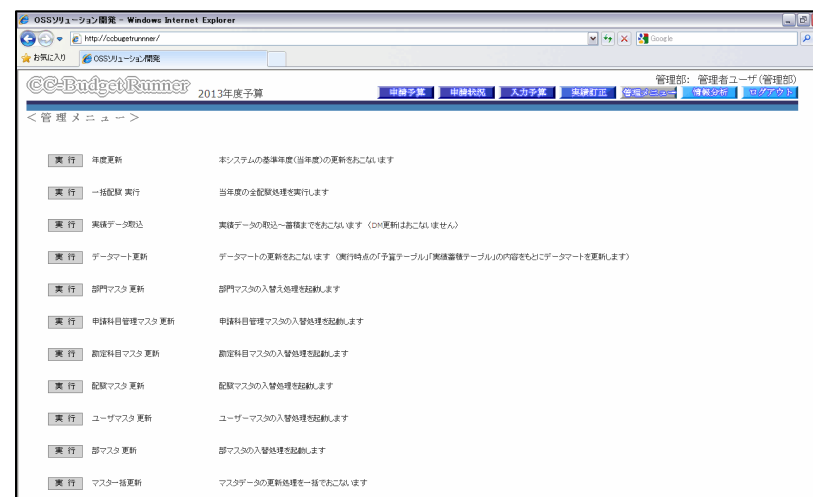 OSSソリューション開発 - Windows Internet Explorer
http://ccbugetrunnner/
Google
お気に入り OSSソリューション開発
管理部: 管理者ユーザ(管理部)
CC-BudgetRunner 2013年度予算
申請予算 申請状況 入力予算 実績訂正 管理メニュー 情報分析 ログアウト
<管理メニュー>
実行 年度更新 本システムの基準年度(当年度)の更新をおこないます
実行 一括配賦 実行 当年度の全配賦処理を実行します
実行 実績データ取込 実績データの取込～蓄積までをおこないます (DM更新はおこないません)
実行 データマート更新 データマートの更新をおこないます (実行時点の「予算テーブル」「実績蓄積テーブル」の内容をもとにデータマートを更新します)
実行 部門マスタ 更新 部門マスタの入替え処理を起動します
実行 申請科目管理マスタ 更新 申請科目管理マスタの入替処理を起動します
実行 勘定科目マスタ 更新 勘定科目マスタの入替処理を起動します
実行 配賦マスタ 更新 配賦マスタの入替処理を起動します
実行 ユーザマスタ 更新 ユーザーマスタの入替処理を起動します
実行 部マスタ 更新 部マスタの入替処理を起動します
実行 マスタ一括更新 マスタデータの更新処理を一括でおこないます